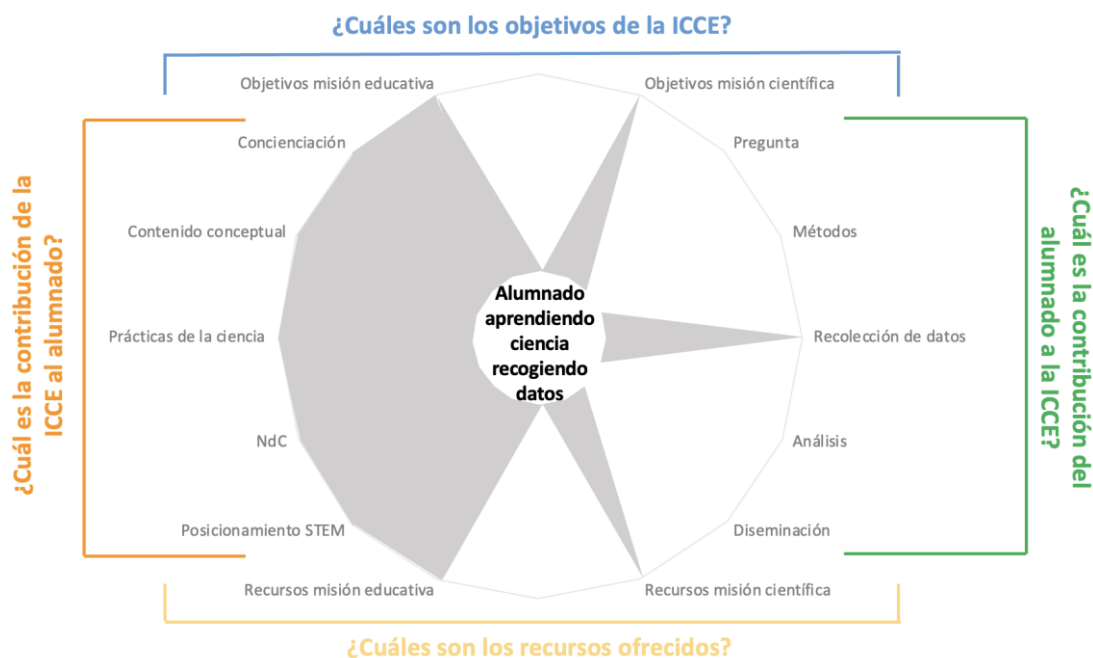 ¿Cuáles son los objetivos de la ICCE?
Objetivos misión educativa
Objetivos misión científica
Concienciación
Pregunta
Contenido conceptual
Métodos
Prácticas de la ciencia
Recolección de datos
NdC
Análisis
Posicionamiento STEM
Diseminación
Recursos misión educativa
Recursos misión científica
Alumnado
aprendiendo
ciencia
recogiendo
datos
¿Cuál es la contribución de la
ICCE al alumnado?
¿Cuál es la contribución del
alumnado a la ICCE?
¿Cuáles son los recursos ofrecidos?